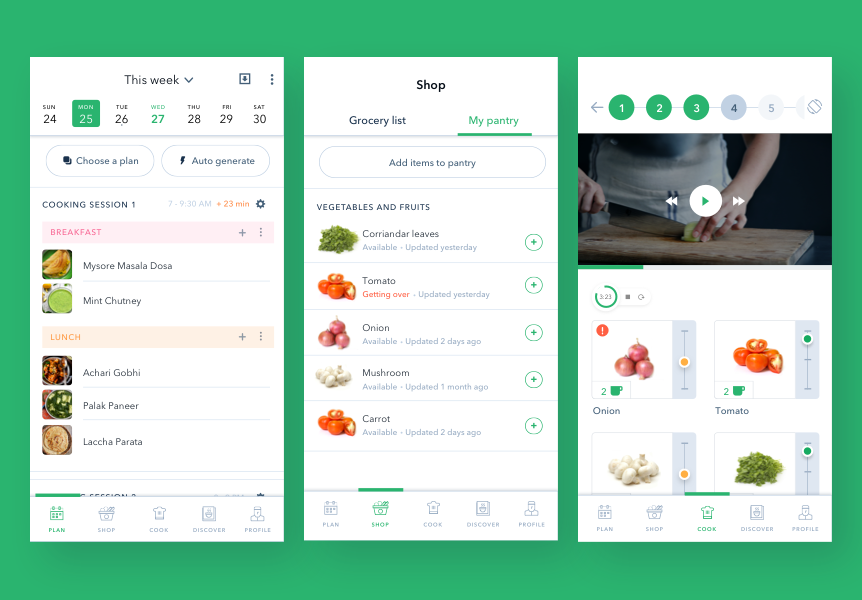 This week
SUN MON TUE WED THU FRI SAT
24 25 26 27 28 29 30
Choose a plan
Auto generate
COOKING SESSION 1
7 - 9:30 AM + 23 min
BREAKFAST
Mysore Masala Dosa
Mint Chutney
LUNCH
Achari Gobhi
Palak Paneer
Laccha Parata
PLAN SHOP COOK DISCOVER PROFILE
Shop
Grocery list My pantry
Add items to pantry
VEGETABLES AND FRUITS
Corriandar leaves
Available • Updated yesterday
Tomato
Getting over • Updated yesterday
Onion
Available • Updated 2 days ago
Mushroom
Available • Updated 1 month ago
Carrot
Available • Updated 2 days ago
PLAN SHOP COOK DISCOVER PROFILE
1 2 3 4 5
3:23
2 2
Onion Tomato
PLAN SHOP COOK DISCOVER PROFILE